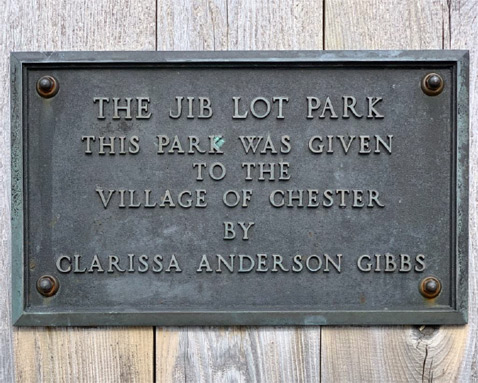 THE JIB LOT PARK
THIS PARK WAS GIVEN
TO THE
VILLAGE OF CHESTER
BY
CLARISSA ANDERSON GIBBS